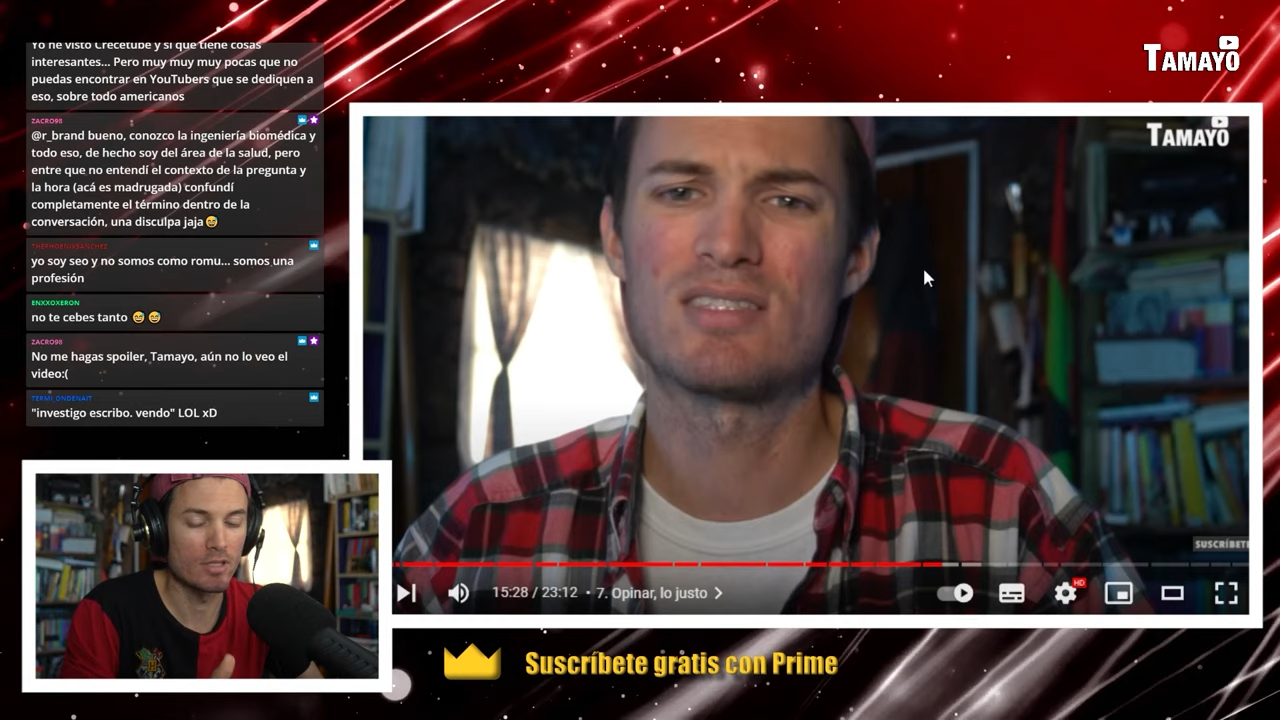 Yo he visto Crecetube y sí que tiene cosas
interesantes... Pero muy muy muy pocas que no
puedas encontrar en YouTubers que se dediquen a
eso, sobre todo americanos
ZACRO98
@r_brand bueno, conozco la ingeniería biomédica y
todo eso, de hecho soy del área de la salud, pero
entre que no entendí el contexto de la pregunta y
la hora (acá es madrugada) confundí
completamente el término dentro de la
conversación, una disculpa jaja😅
THEPHOENIXSANCHEZ
yo soy seo y no somos como romu... somos una
profesión
ENXXOXERON
no te cebes tanto 😅 😅
ZACRO98
No me hagas spoiler, Tamayo, aún no lo veo el
video:(
TERMI_ONDENAIT
"investigo escribo. vendo" LOL xD
TAMAYO
TAMAYO
SUSCRÍBETE
15:28 / 23:12 • 7. Opinar, lo justo
HD
Suscríbete gratis con Prime